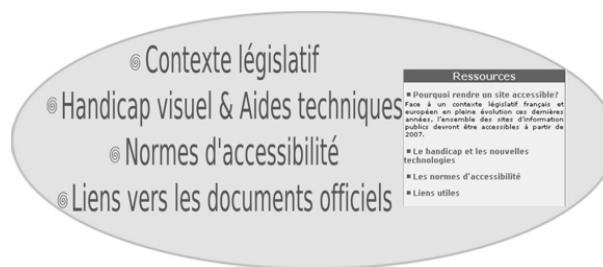 Contexte législatif
Handicap visuel & Aides techniques
Normes d'accessibilité
Liens vers les documents officiels
Ressources
Pourquoi rendre un site accessible?
Face à un contexte législatif français et
européen en pleine évolution ces dernières
années, l'ensemble des sites d'information
publics devront être accessibles à partir de
2007.
Le handicap et les nouvelles
technologies
Les normes d'accessibilité
Liens utiles